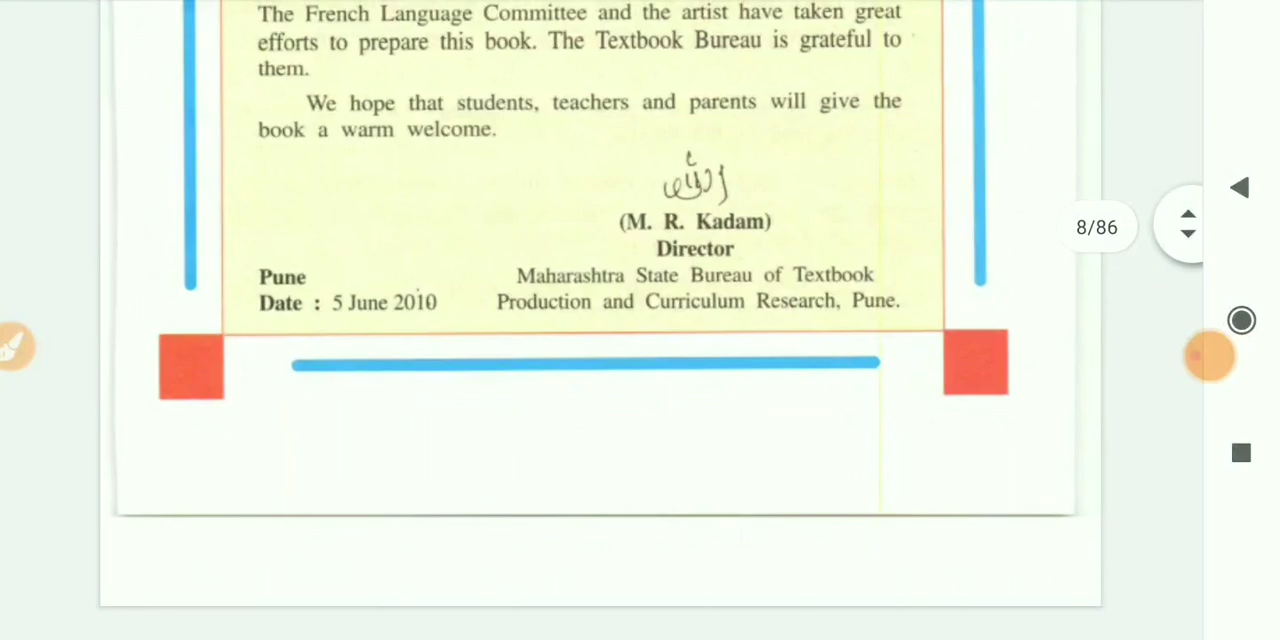 The French Language Committee and the artist have taken great
efforts to prepare this book. The Textbook Bureau is grateful to
them.
We hope that students, teachers and parents will give the
book a warm welcome.
(M. R. Kadam)
Director
Pune
Maharashtra State Bureau of Textbook
Date : 5 June 2010
Production and Curriculum Research, Pune.
8/86